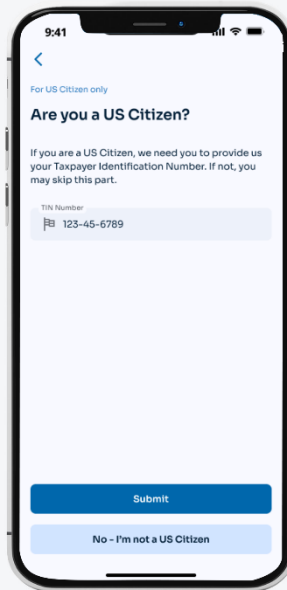 9:41
For US Citizen only
Are you a US Citizen?
If you are a US Citizen, we need you to provide us
your Taxpayer Identification Number. If not, you
may skip this part.
TIN Number
123-45-6789
Submit
No - I'm not a US Citizen